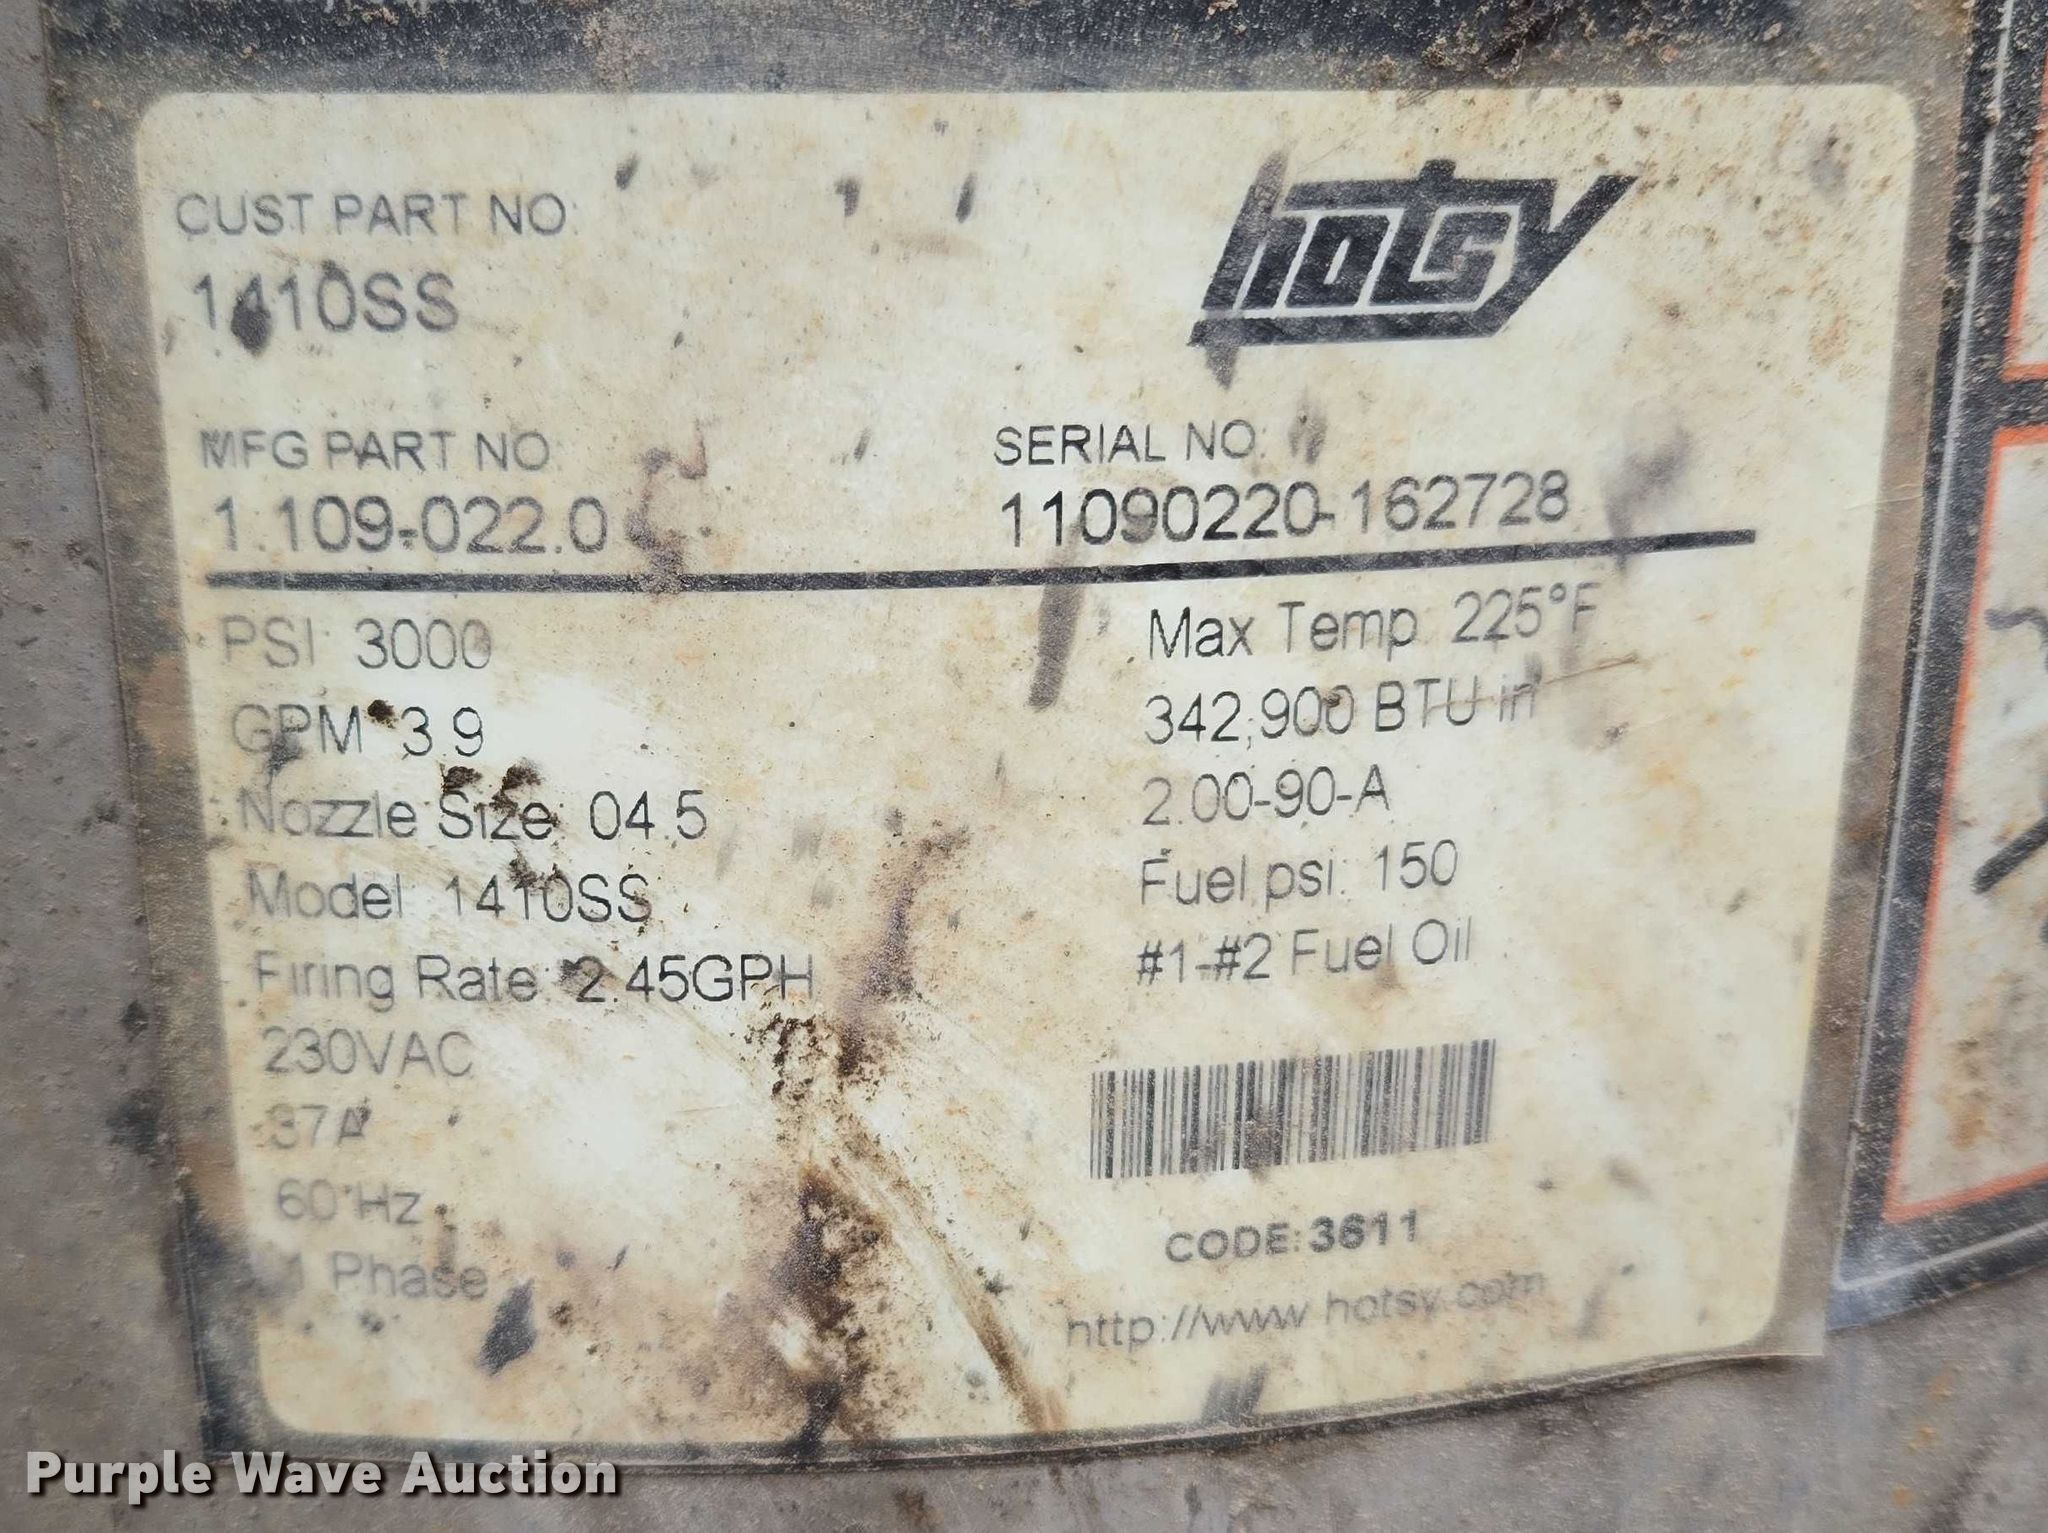 CUST PART NO:
1410SS
hotsy
MFG PART NO:
1.109-022.0
SERIAL NO:
11090220-162728
PSI: 3000
GPM: 3.9
Nozzle Size: 04.5
Model: 1410SS
Firing Rate: 2.45GPH
230VAC
37A
60 Hz
1 Phase
Max Temp: 225°F
342,900 BTU in
2.00-90-A
Fuel psi: 150
#1-#2 Fuel Oil
CODE: 3611
http://www.hotsy.com
Purple Wave Auction